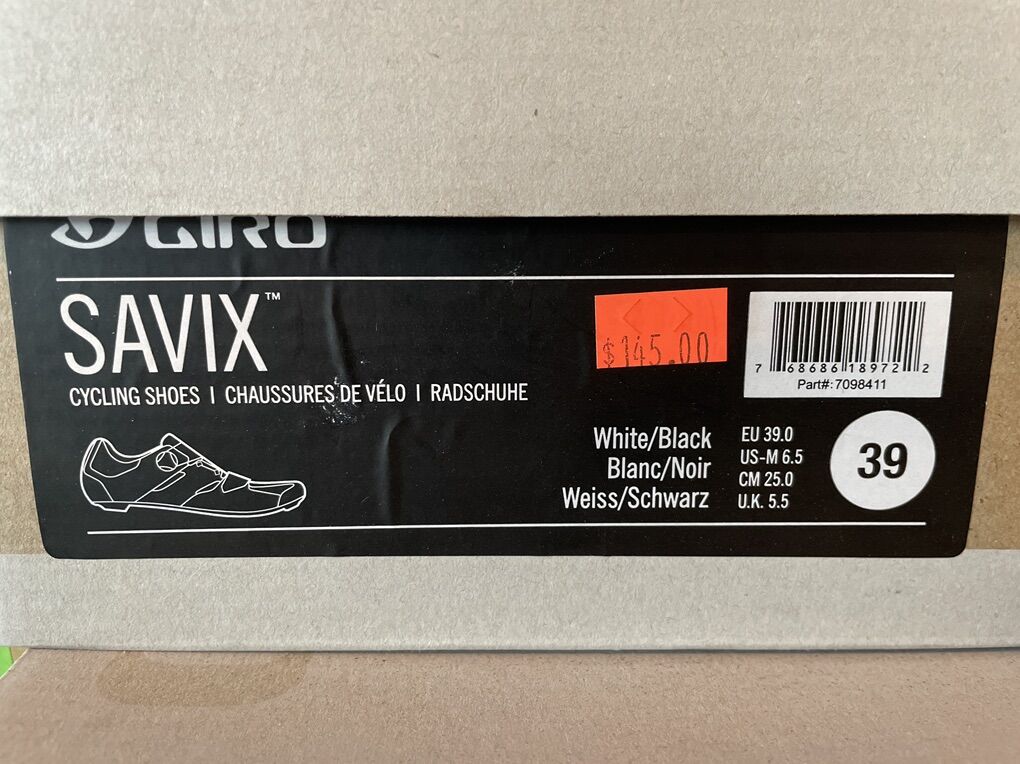 GIRO
SAVIX™
CYCLING SHOES | CHAUSSURES DE VÉLO | RADSCHUHE
$145.00
7 68686 18972 2
Part#: 7098411
White/Black
Blanc/Noir
Weiss/Schwarz
EU 39.0
US-M 6.5
CM 25.0
U.K. 5.5
39